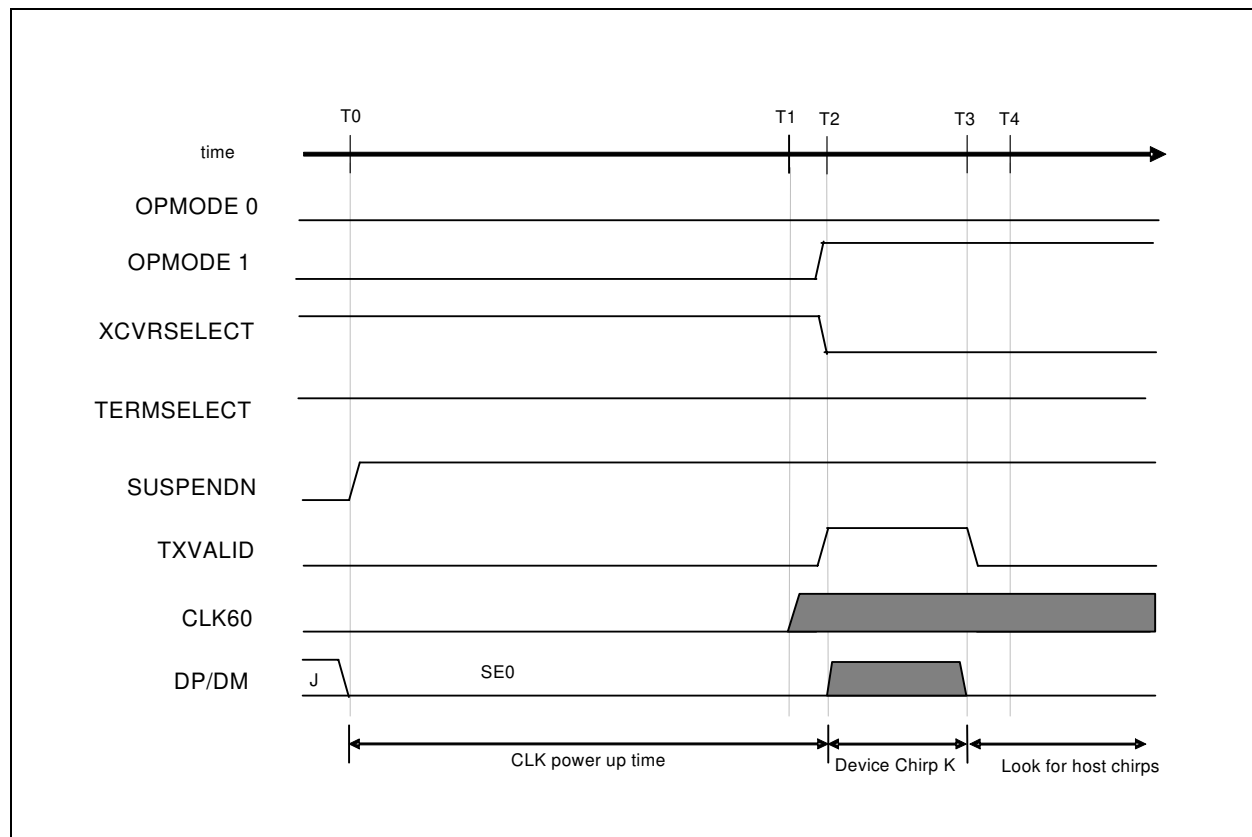 T0
T1
T2
T3
T4
time
OPMODE 0
OPMODE 1
XCVRSELECT
TERMSELECT
SUSPENDN
TXVALID
CLK60
DP/DM
J
SE0
CLK power up time
Device Chirp K
Look for host chirps